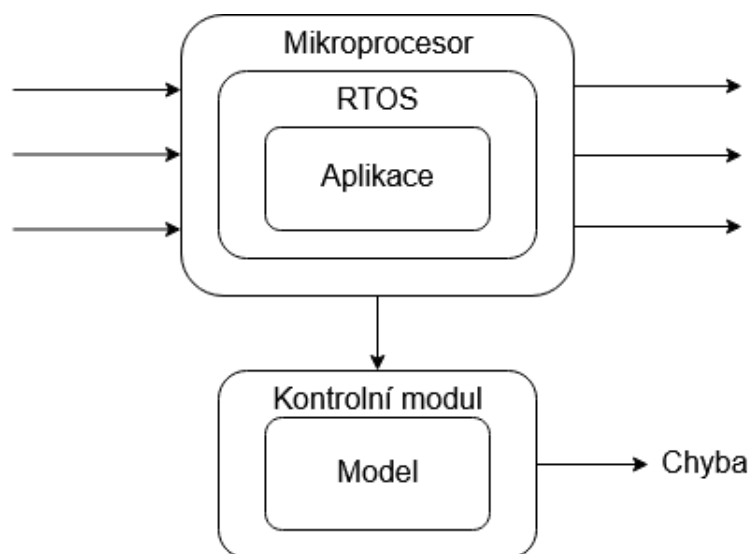 Mikroprocesor
RTOS
Aplikace
Kontrolní modul
Model
Chyba